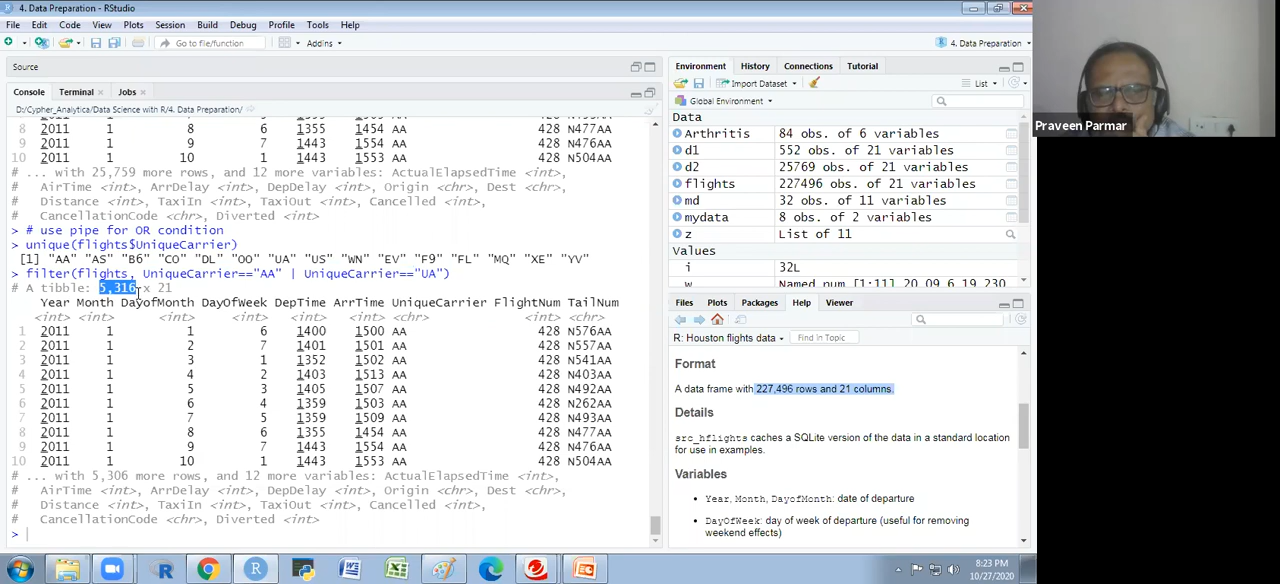 4. Data Preparation - RStudio
File Edit Code View Plots Session Build Debug Profile Tools Help
Go to file/function Addins 4. Data Preparation
Source
Console Terminal Jobs
D:/Cypher_Analytica/Data Science with R/4. Data Preparation/
8 2011 1 8 6 1355 1454 AA 428 N477AA
9 2011 1 9 7 1443 1554 AA 428 N476AA
10 2011 1 10 1 1443 1553 AA 428 N504AA
# ... with 25,759 more rows, and 12 more variables: ActualElapsedTime <int>,
# AirTime <int>, ArrDelay <int>, DepDelay <int>, Origin <chr>, Dest <chr>,
# Distance <int>, TaxiIn <int>, TaxiOut <int>, Cancelled <int>,
# CancellationCode <chr>, Diverted <int>
> # use pipe for OR condition
> unique(flights$UniqueCarrier)
[1] "AA" "AS" "B6" "CO" "DL" "OO" "UA" "US" "WN" "EV" "F9" "FL" "MQ" "XE" "YV"
> filter(flights, UniqueCarrier=="AA" | UniqueCarrier=="UA")
# A tibble: 5,316 x 21
Year Month DayofMonth DayOfWeek DepTime ArrTime UniqueCarrier FlightNum TailNum
<int> <int> <int> <int> <int> <int> <chr> <int> <chr>
1 2011 1 1 6 1400 1500 AA 428 N576AA
2 2011 1 2 7 1401 1501 AA 428 N557AA
3 2011 1 3 1 1352 1502 AA 428 N541AA
4 2011 1 4 2 1403 1513 AA 428 N403AA
5 2011 1 5 3 1405 1507 AA 428 N492AA
6 2011 1 6 4 1359 1503 AA 428 N262AA
7 2011 1 7 5 1359 1509 AA 428 N493AA
8 2011 1 8 6 1355 1454 AA 428 N477AA
9 2011 1 9 7 1443 1554 AA 428 N476AA
10 2011 1 10 1 1443 1553 AA 428 N504AA
# ... with 5,306 more rows, and 12 more variables: ActualElapsedTime <int>,
# AirTime <int>, ArrDelay <int>, DepDelay <int>, Origin <chr>, Dest <chr>,
# Distance <int>, TaxiIn <int>, TaxiOut <int>, Cancelled <int>,
# CancellationCode <chr>, Diverted <int>
>
Environment History Connections Tutorial
Import Dataset List
Global Environment
Data
Arthritis 84 obs. of 6 variables
d1 552 obs. of 21 variables
d2 25769 obs. of 21 variables
flights 227496 obs. of 21 variables
md 32 obs. of 11 variables
mydata 8 obs. of 2 variables
z List of 11
Values
i 32L
Files Plots Packages Help Viewer
R: Houston flights data Find in Topic
Format
A data frame with 227,496 rows and 21 columns.
Details
src_hflights caches a SQLite version of the data in a standard location
for use in examples.
Variables
• Year, Month, DayofMonth: date of departure
• DayOfWeek: day of week of departure (useful for removing
weekend effects)
Praveen Parmar
8:23 PM
10/27/2020